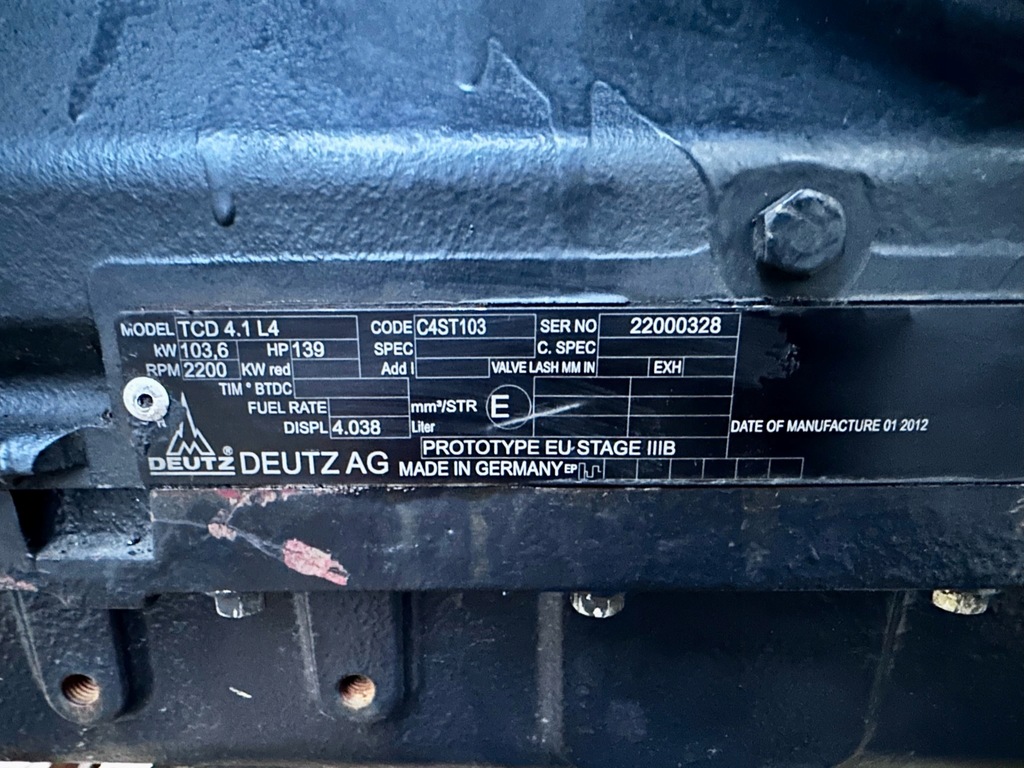 MODEL TCD 4.1 L4 CODE C4ST103 SER NO 22000328
kW 103,6 HP 139 SPEC C. SPEC
RPM 2200 KW red Add I VALVE LASH MM IN EXH
TIM ° BTDC
FUEL RATE mm³/STR E
DISPL 4.038 Liter DATE OF MANUFACTURE 01 2012
PROTOTYPE EU-STAGE IIIB
DEUTZ® DEUTZ AG MADE IN GERMANY EP